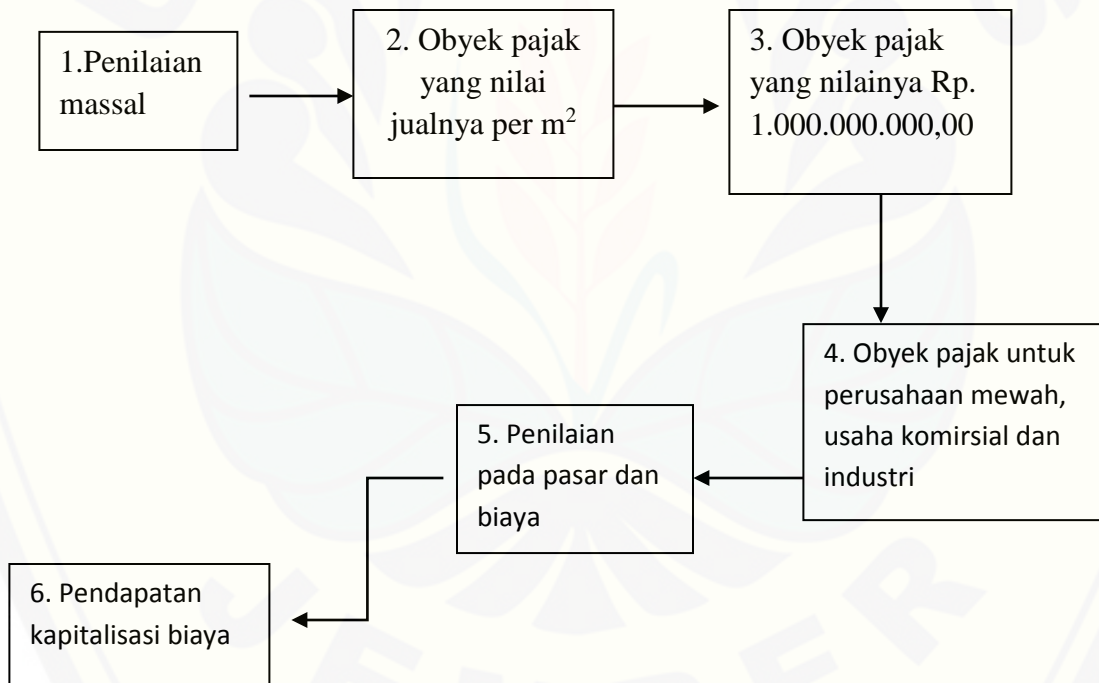 1.Penilaian
massal
2. Obyek pajak
yang nilai
jualnya per m²
3. Obyek pajak
yang nilainya Rp.
1.000.000.000,00
4. Obyek pajak untuk
perusahaan mewah,
usaha komirsial dan
industri
5. Penilaian
pada pasar dan
biaya
6. Pendapatan
kapitalisasi biaya